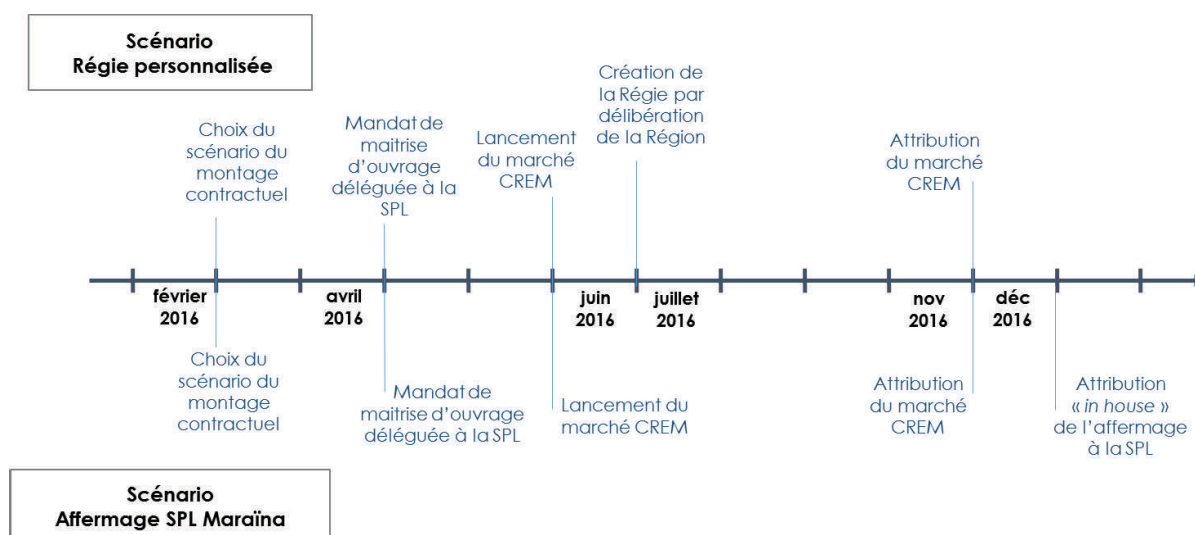 Scénario
Régie personnalisée
Choix du
scénario du
montage
contractuel
Mandat de
maitrise
d'ouvrage
déléguée à la
SPL
Lancement
du marché
CREM
Création de
la Régie par
délibération
de la Région
Attribution
du marché
CREM
février
2016
avril
2016
juin
2016
juillet
2016
nov
2016
déc
2016
Choix du
scénario du
montage
contractuel
Mandat de
maitrise d'ouvrage
déléguée à la SPL
Lancement du
marché CREM
Attribution
du marché
CREM
Attribution
« in house »
de l'affermage
à la SPL
Scénario
Affermage SPL Maraïna